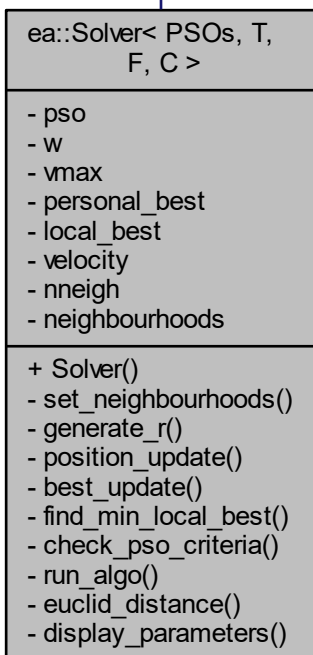 ea::Solver< PSOs, T,
F, C >
- pso
- w
- vmax
- personal_best
- local_best
- velocity
- nneigh
- neighbourhoods
+ Solver()
- set_neighbourhoods()
- generate_r()
- position_update()
- best_update()
- find_min_local_best()
- check_pso_criteria()
- run_algo()
- euclid_distance()
- display_parameters()